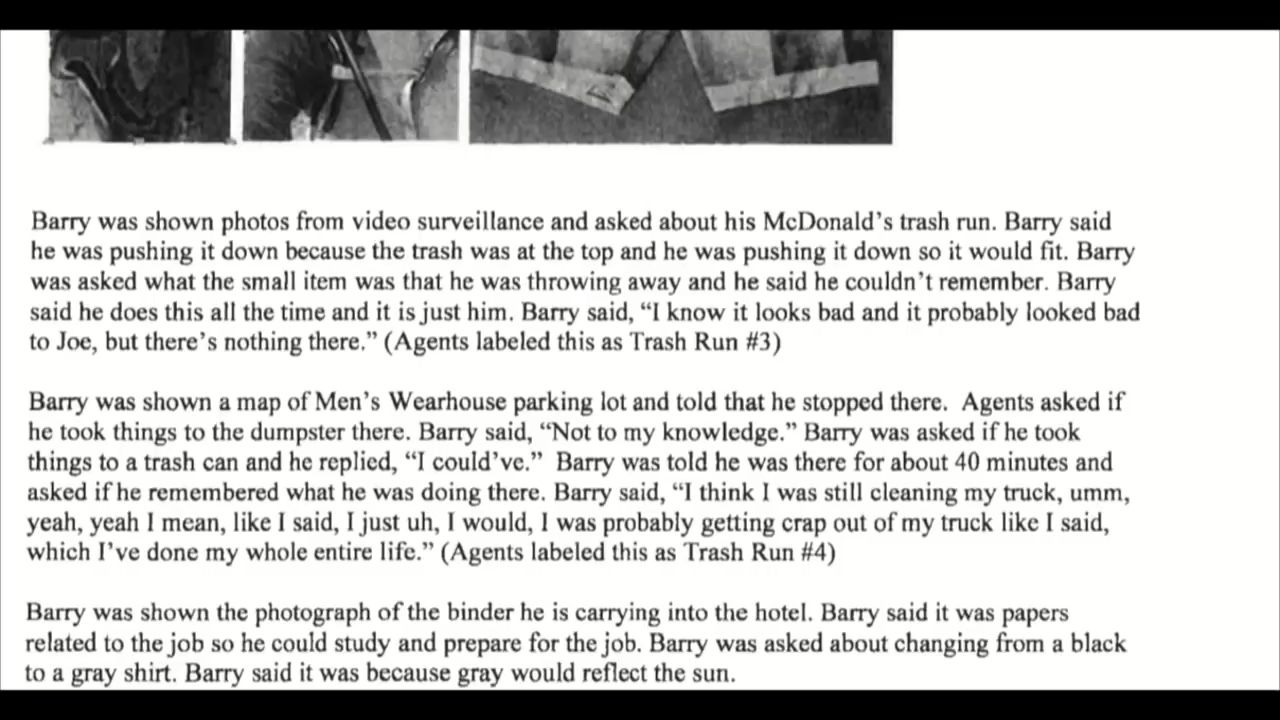 Barry was shown photos from video surveillance and asked about his McDonald's trash run. Barry said
he was pushing it down because the trash was at the top and he was pushing it down so it would fit. Barry
was asked what the small item was that he was throwing away and he said he couldn't remember. Barry
said he does this all the time and it is just him. Barry said, "I know it looks bad and it probably looked bad
to Joe, but there's nothing there." (Agents labeled this as Trash Run #3)
Barry was shown a map of Men's Wearhouse parking lot and told that he stopped there. Agents asked if
he took things to the dumpster there. Barry said, "Not to my knowledge." Barry was asked if he took
things to a trash can and he replied, "I could've." Barry was told he was there for about 40 minutes and
asked if he remembered what he was doing there. Barry said, "I think I was still cleaning my truck, umm,
yeah, yeah I mean, like I said, I just uh, I would, I was probably getting crap out of my truck like I said,
which I've done my whole entire life." (Agents labeled this as Trash Run #4)
Barry was shown the photograph of the binder he is carrying into the hotel. Barry said it was papers
related to the job so he could study and prepare for the job. Barry was asked about changing from a black
to a gray shirt. Barry said it was because gray would reflect the sun.